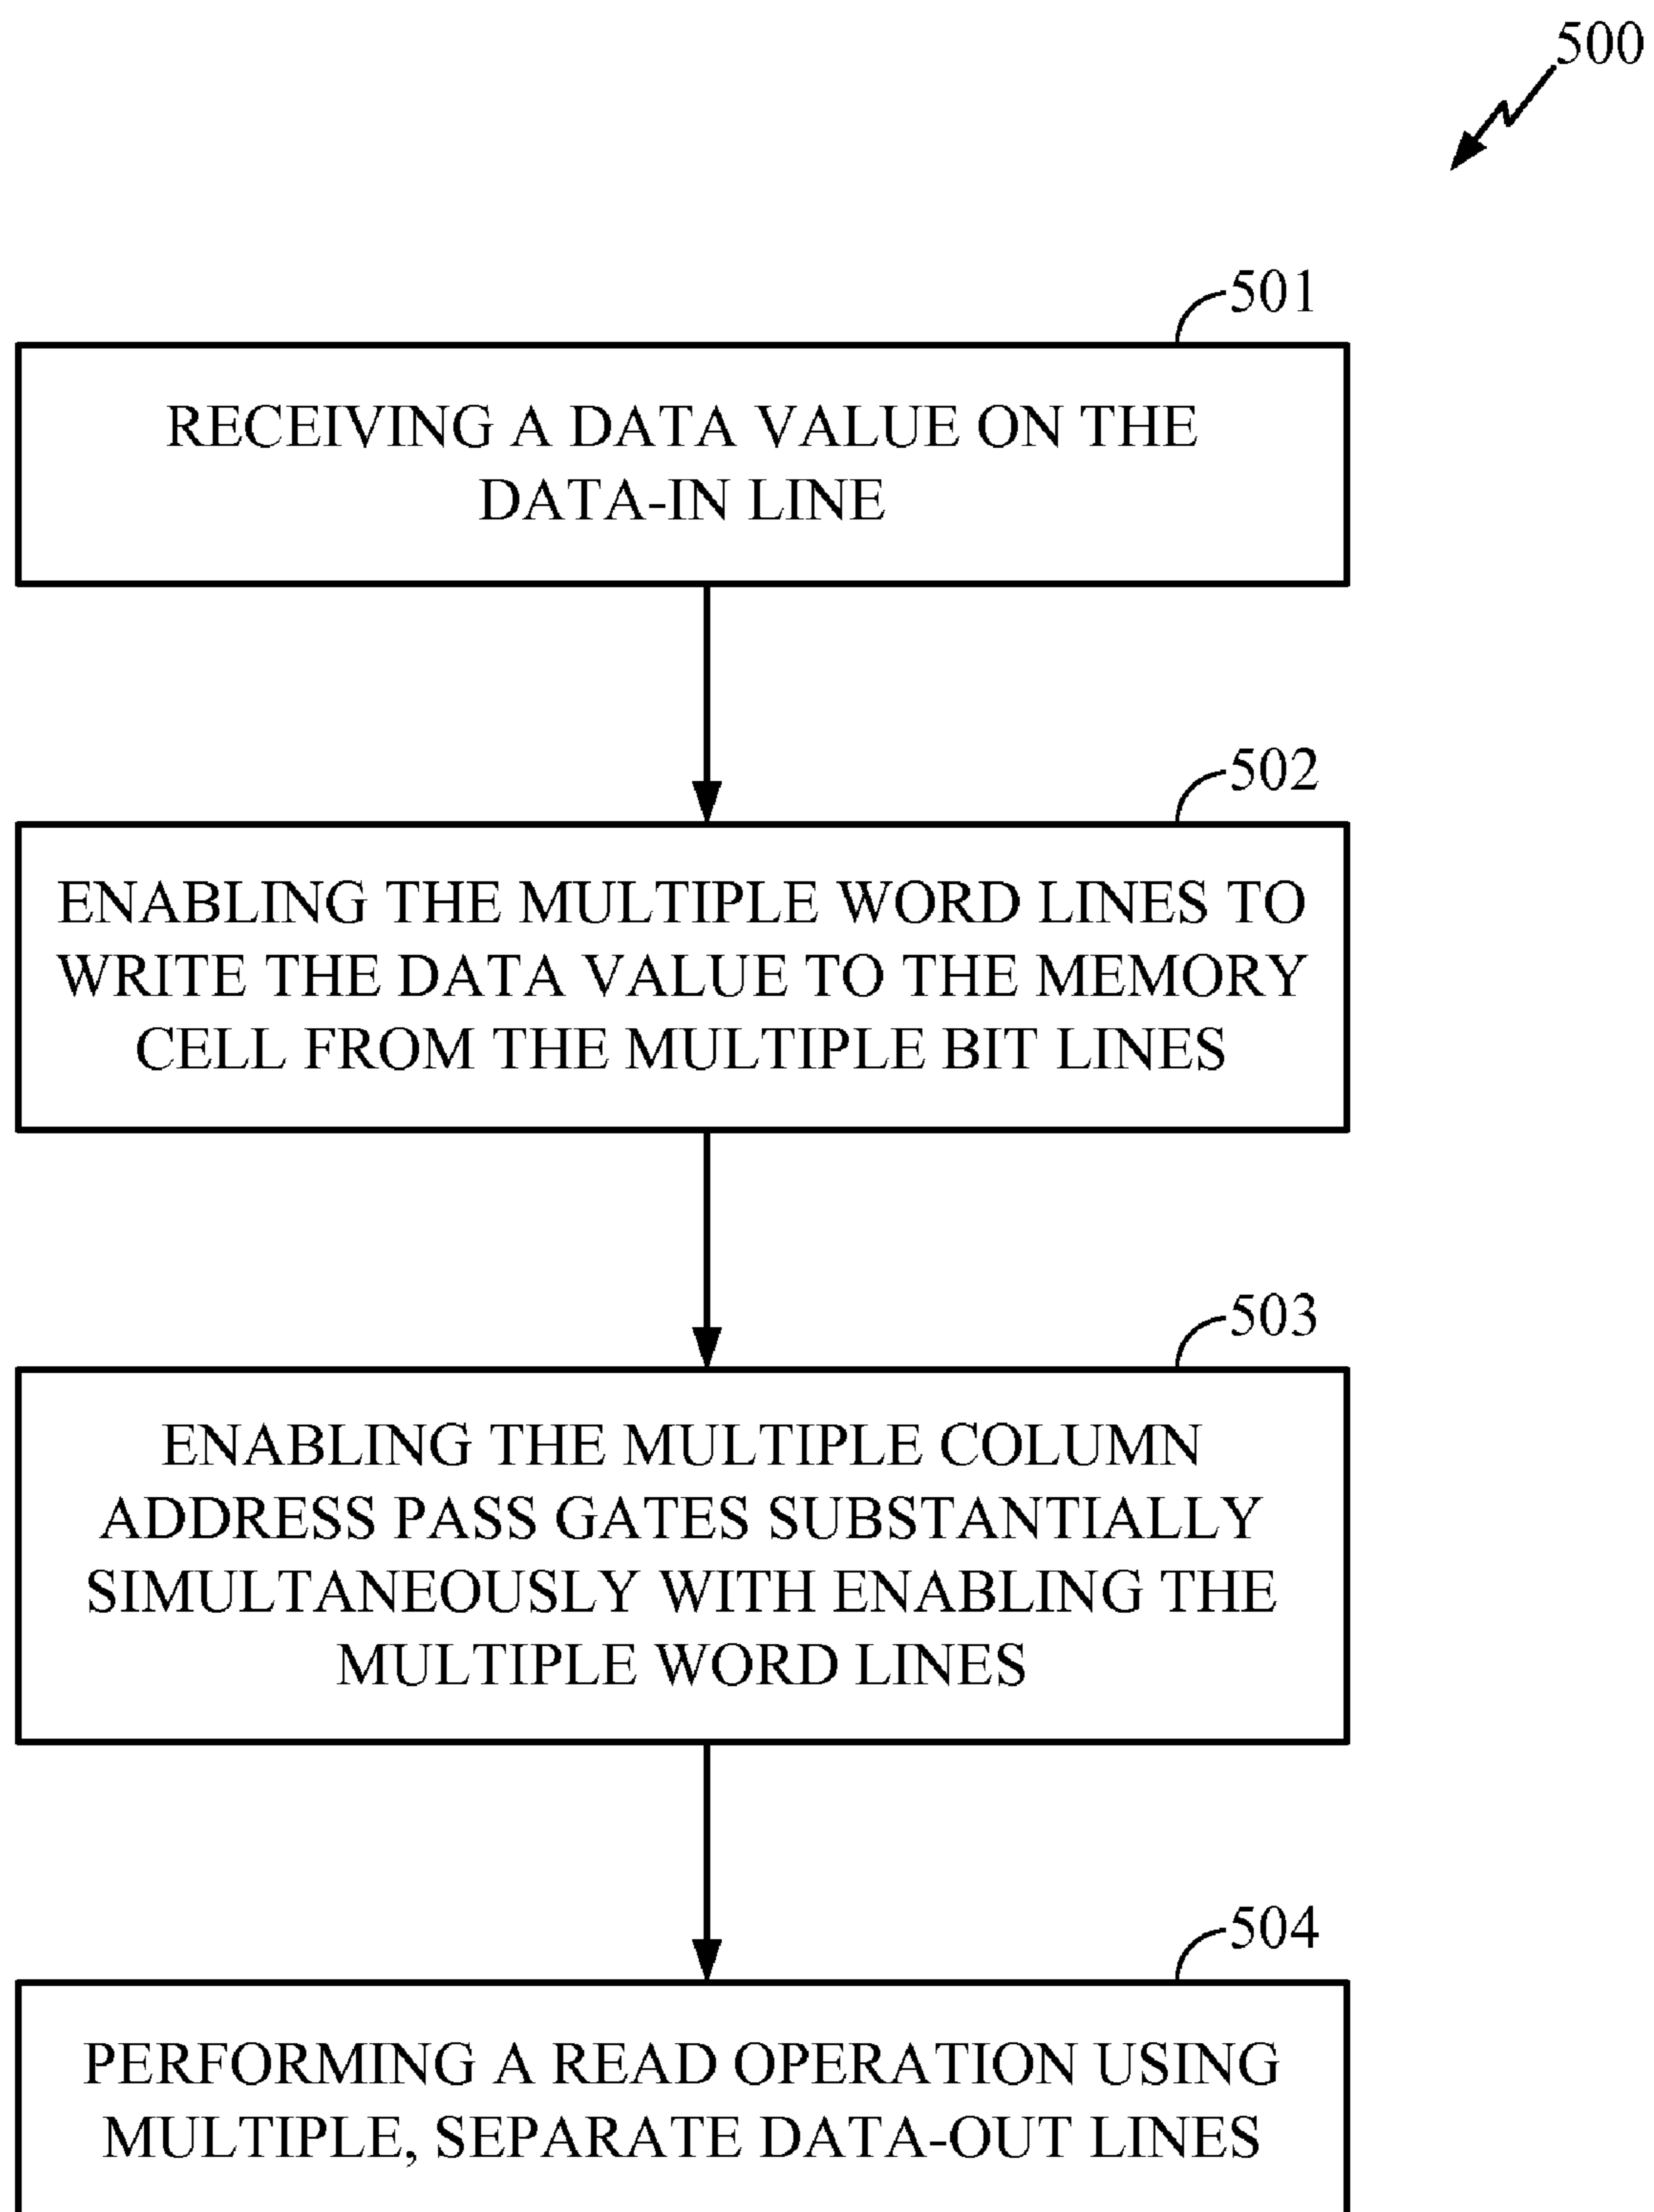 500
501
RECEIVING A DATA VALUE ON THE
DATA-IN LINE
502
ENABLING THE MULTIPLE WORD LINES TO
WRITE THE DATA VALUE TO THE MEMORY
CELL FROM THE MULTIPLE BIT LINES
503
ENABLING THE MULTIPLE COLUMN
ADDRESS PASS GATES SUBSTANTIALLY
SIMULTANEOUSLY WITH ENABLING THE
MULTIPLE WORD LINES
504
PERFORMING A READ OPERATION USING
MULTIPLE, SEPARATE DATA-OUT LINES